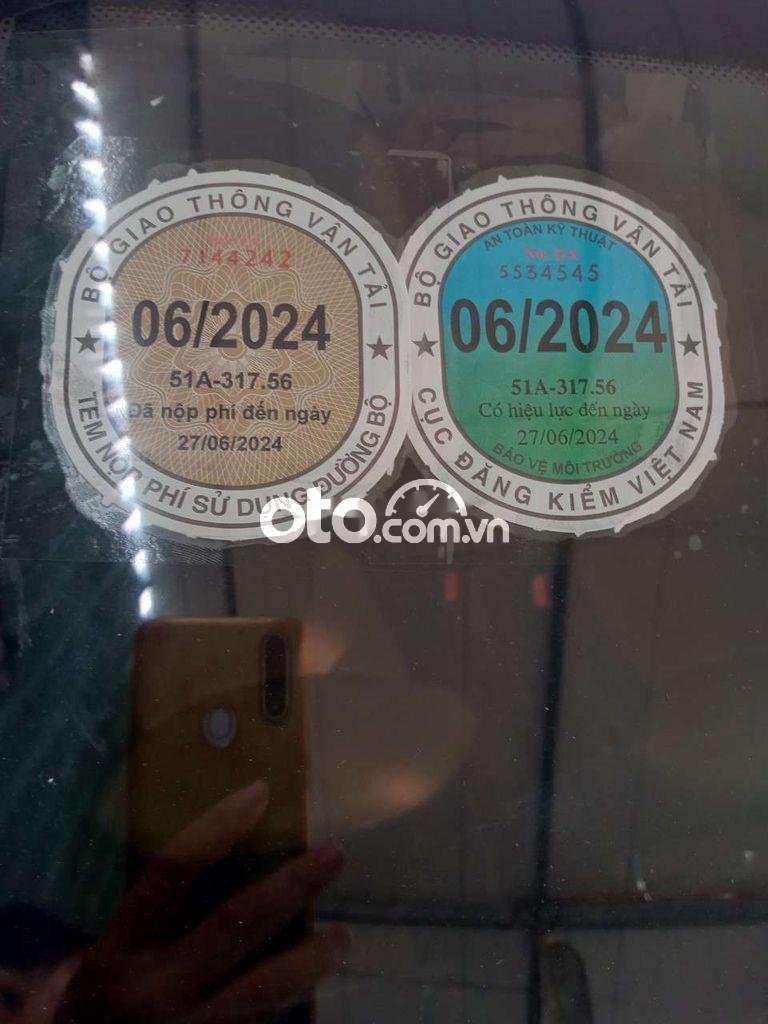 BỘ GIAO THÔNG VẬN TẢI
7144242
06/2024
51A-317.56
Đã nộp phí đến ngày
27/06/2024
TEM NỘP PHÍ SỬ DỤNG ĐƯỜNG BỘ
BỘ GIAO THÔNG VẬN TẢI
AN TOÀN KỸ THUẬT
5534545
06/2024
51A-317.56
Có hiệu lực đến ngày
27/06/2024
BẢO VỆ MÔI TRƯỜNG
CỤC ĐĂNG KIỂM VIỆT NAM
oto.com.vn